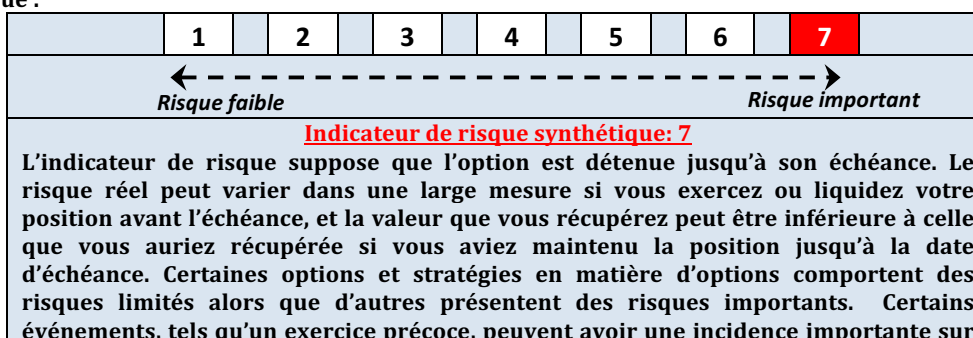 ue :
1 2 3 4 5 6 7
Risque faible Risque important
Indicateur de risque synthétique: 7
L’indicateur de risque suppose que l’option est détenue jusqu’à son échéance. Le
risque réel peut varier dans une large mesure si vous exercez ou liquidez votre
position avant l’échéance, et la valeur que vous récupérez peut être inférieure à celle
que vous auriez récupérée si vous aviez maintenu la position jusqu’à la date
d’échéance. Certaines options et stratégies en matière d’options comportent des
risques limités alors que d’autres présentent des risques importants. Certains
événements, tels qu’un exercice précoce, peuvent avoir une incidence importante sur